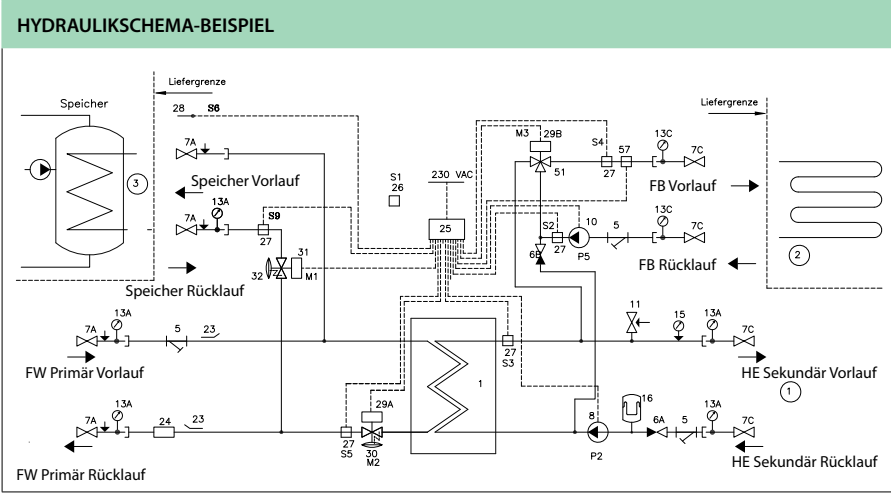 HYDRAULIKSCHEMA-BEISPIEL
Liefergrenze
Speicher
28 S6
7A
Speicher Vorlauf
3
13A
7A
S9
27
31
32
M1
Speicher Rücklauf
S1
26
230 VAC
25
M3
29B
S4
57
13C
7C
51
27
FB Vorlauf
Liefergrenze
S2
10
5
13C
7C
27
6B
P5
FB Rücklauf
2
13A
7A
5
23
FW Primär Vorlauf
11
15
13A
7C
27
S3
1
HE Sekundär Vorlauf
1
13A
7A
24
23
29A
27
S5
30
M2
FW Primär Rücklauf
8
P2
16
6A
5
13A
7C
HE Sekundär Rücklauf